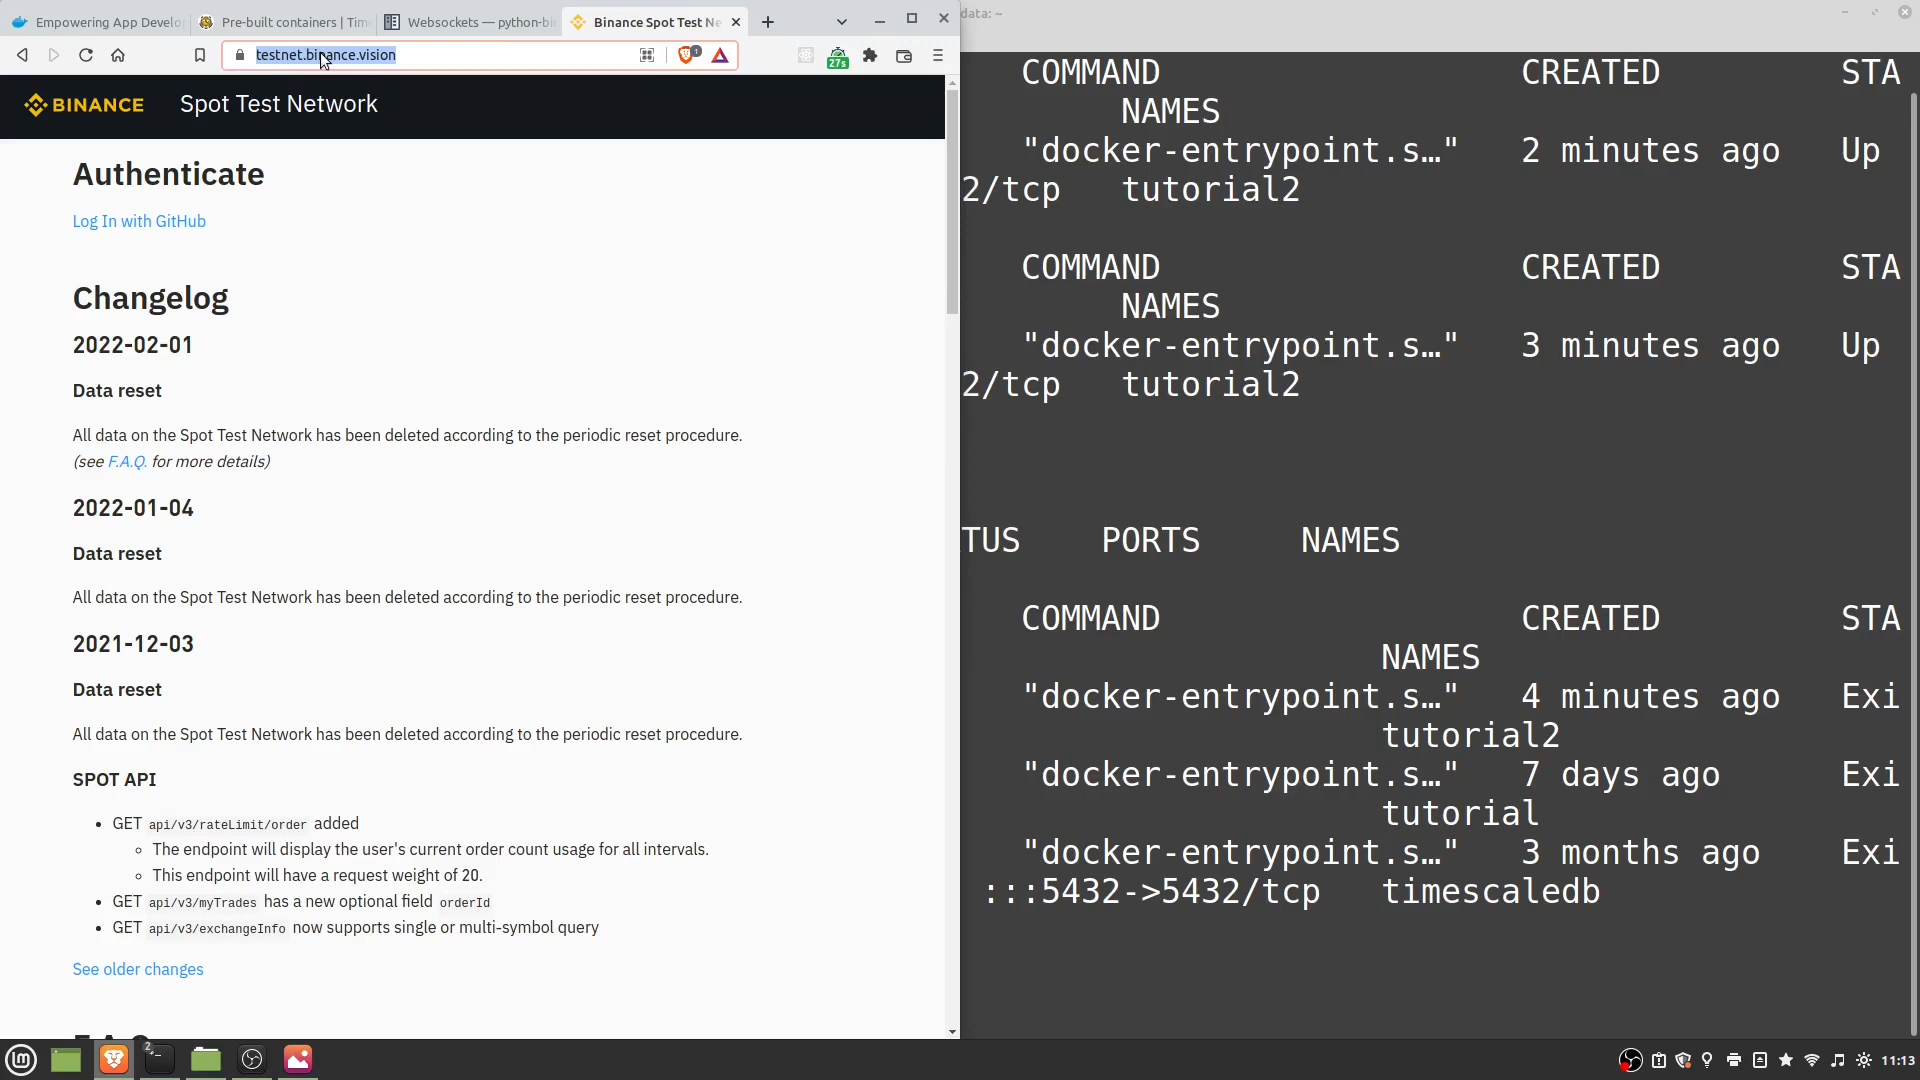 Empowering App Develo
Pre-built containers | Tim
Websockets — python-bi
Binance Spot Test Ne
data: ~
testnet.binance.vision
1
27s
BINANCE
Spot Test Network
Authenticate
Log In with GitHub
Changelog
2022-02-01
Data reset
All data on the Spot Test Network has been deleted according to the periodic reset procedure.
(see F.A.Q. for more details)
2022-01-04
Data reset
All data on the Spot Test Network has been deleted according to the periodic reset procedure.
2021-12-03
Data reset
All data on the Spot Test Network has been deleted according to the periodic reset procedure.
SPOT API
• GET api/v3/rateLimit/order added
◦ The endpoint will display the user's current order count usage for all intervals.
◦ This endpoint will have a request weight of 20.
• GET api/v3/myTrades has a new optional field orderId
• GET api/v3/exchangeInfo now supports single or multi-symbol query
See older changes
COMMAND CREATED STA
NAMES
"docker-entrypoint.s…" 2 minutes ago Up
2/tcp tutorial2
COMMAND CREATED STA
NAMES
"docker-entrypoint.s…" 3 minutes ago Up
2/tcp tutorial2
TUS PORTS NAMES
COMMAND CREATED STA
NAMES
"docker-entrypoint.s…" 4 minutes ago Exi
tutorial2
"docker-entrypoint.s…" 7 days ago Exi
tutorial
"docker-entrypoint.s…" 3 months ago Exi
:::5432->5432/tcp timescaledb
2
11:13